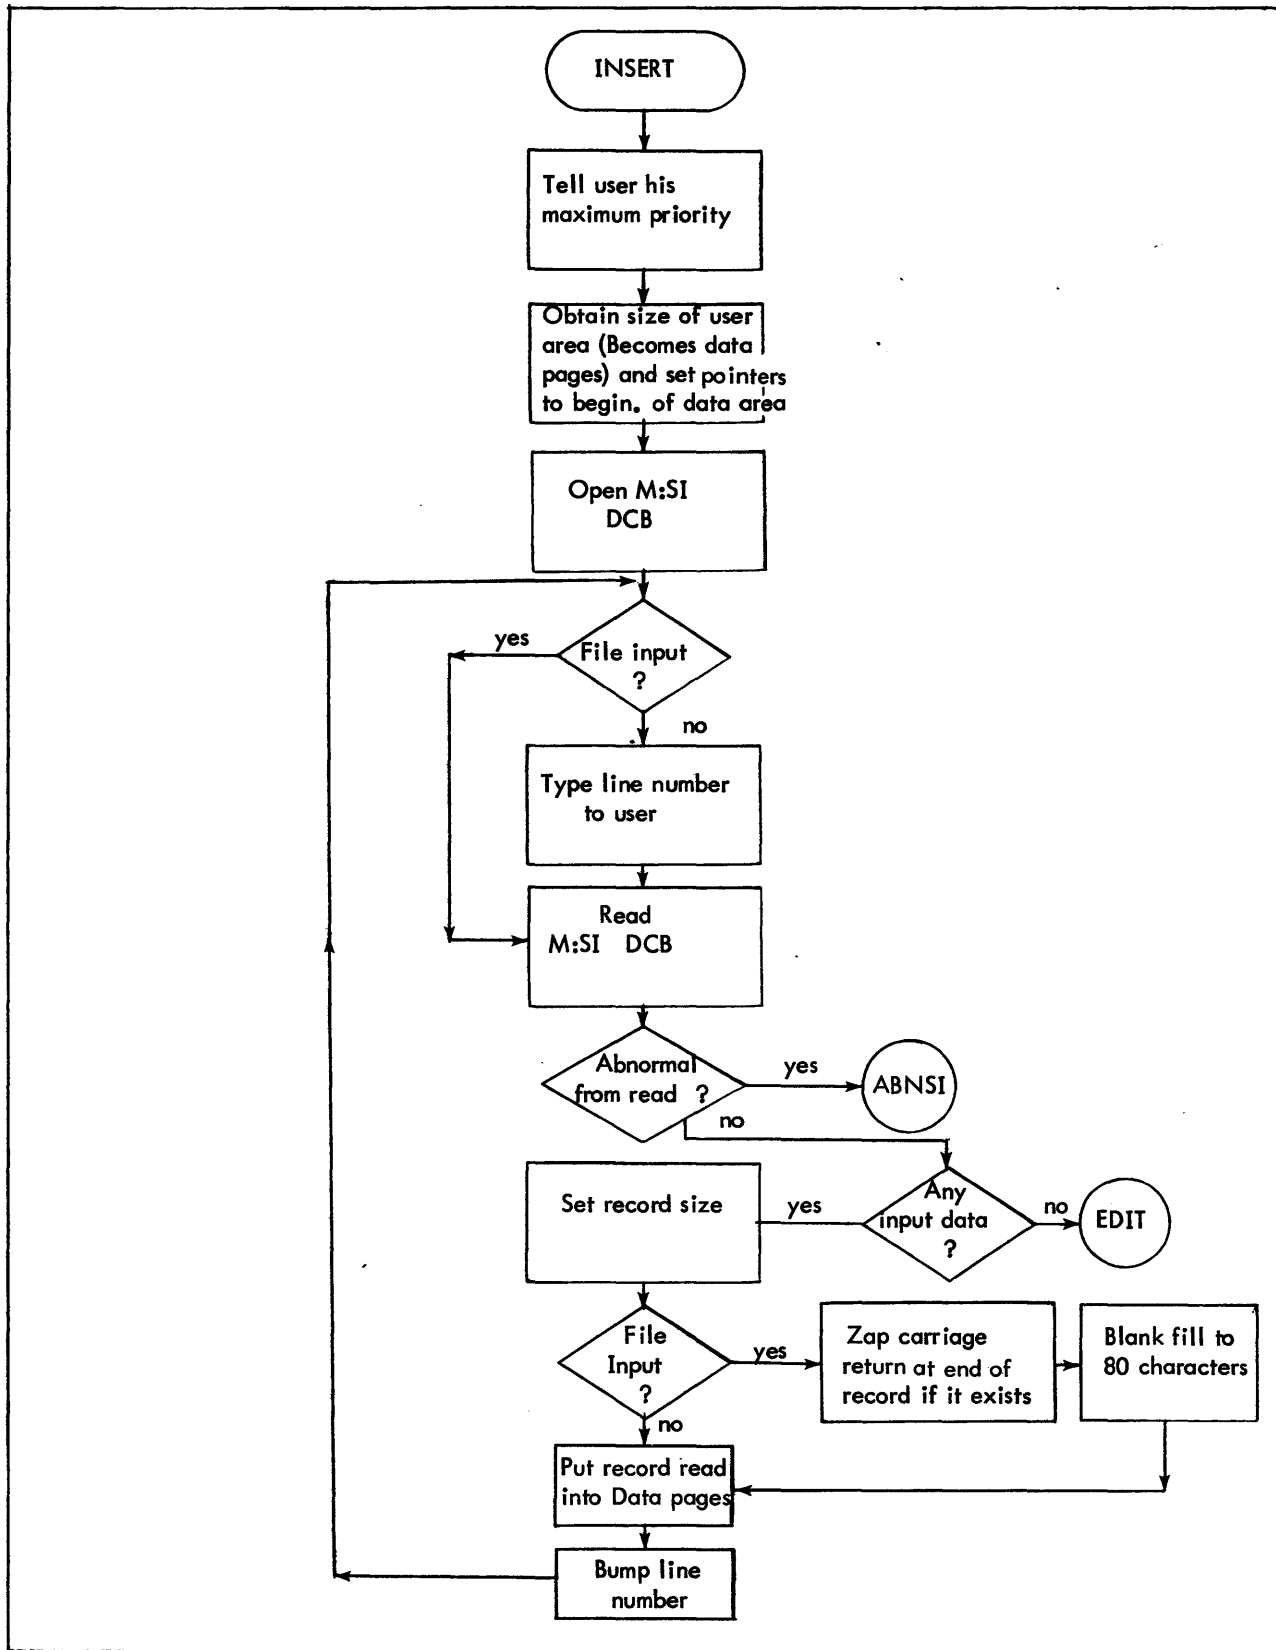 INSERT
Tell user his
maximum priority
Obtain size of user
area (Becomes data
pages) and set pointers
to begin. of data area
Open M:SI
DCB
yes
File input
?
no
Type line number
to user
Read
M:SI DCB
Abnormal
from read ?
yes
ABNSI
no
Set record size
yes
Any
input data
?
no
EDIT
File
Input
?
yes
Zap carriage
return at end of
record if it exists
Blank fill to
80 characters
no
Put record read
into Data pages
Bump line
number